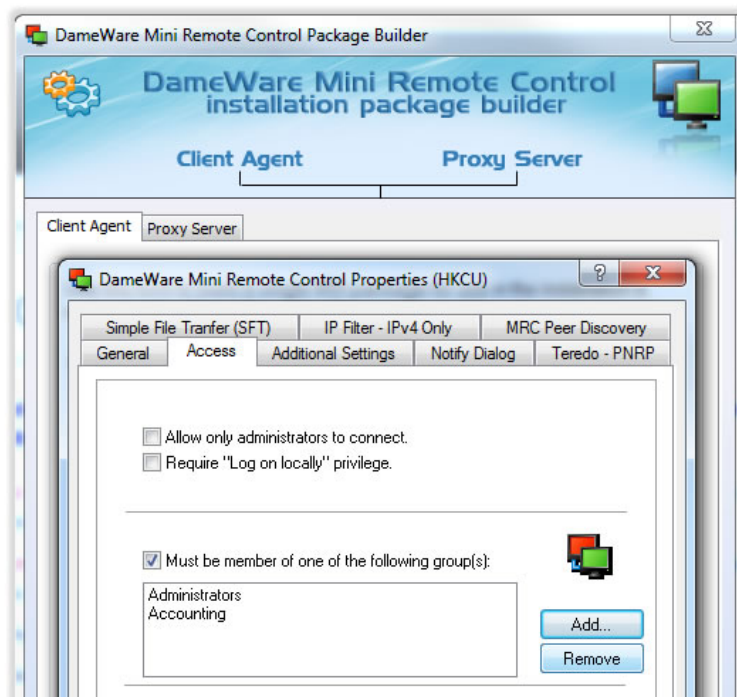 DameWare Mini Remote Control Package Builder
DameWare Mini Remote Control
installation package builder
Client Agent Proxy Server
Client Agent Proxy Server
DameWare Mini Remote Control Properties (HKCU)
Simple File Tranfer (SFT) IP Filter - IPv4 Only MRC Peer Discovery
General Access Additional Settings Notify Dialog Teredo - PNRP
Allow only administrators to connect.
Require "Log on locally" privilege.
Must be member of one of the following group(s):
Administrators
Accounting
Add...
Remove